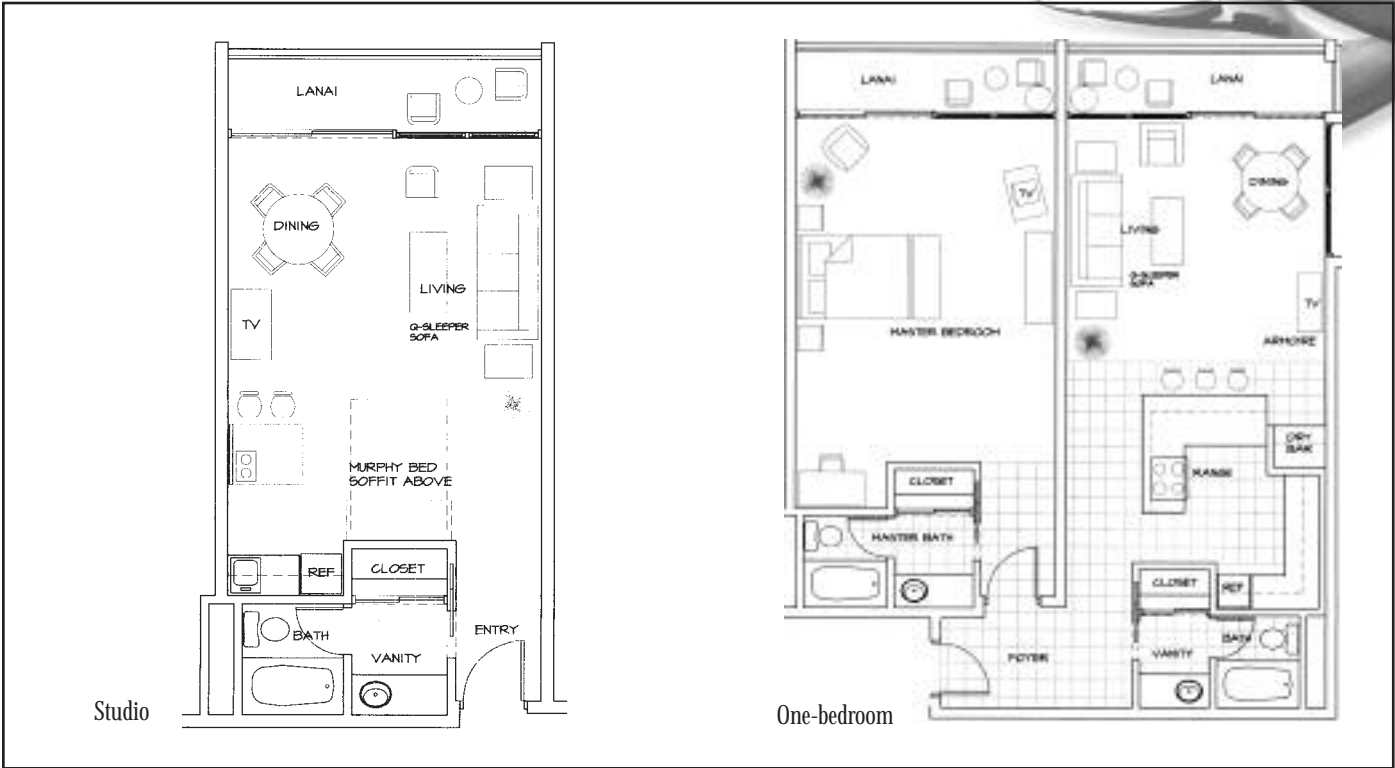 LANAI
DINING
LIVING
TV
Q-SLEEPER
SOFA
MURPHY BED
SOFFIT ABOVE
REF
CLOSET
BATH
VANITY
ENTRY
Studio
LANAI
TV
MASTER BEDROOM
CLOSET
MASTER BATH
LANAI
DINING
LIVING
Q-SLEEPER
SOFA
TV
ARMOIRE
DRY
BAR
RANGE
CLOSET
REF
BATH
VANITY
FOYER
One-bedroom